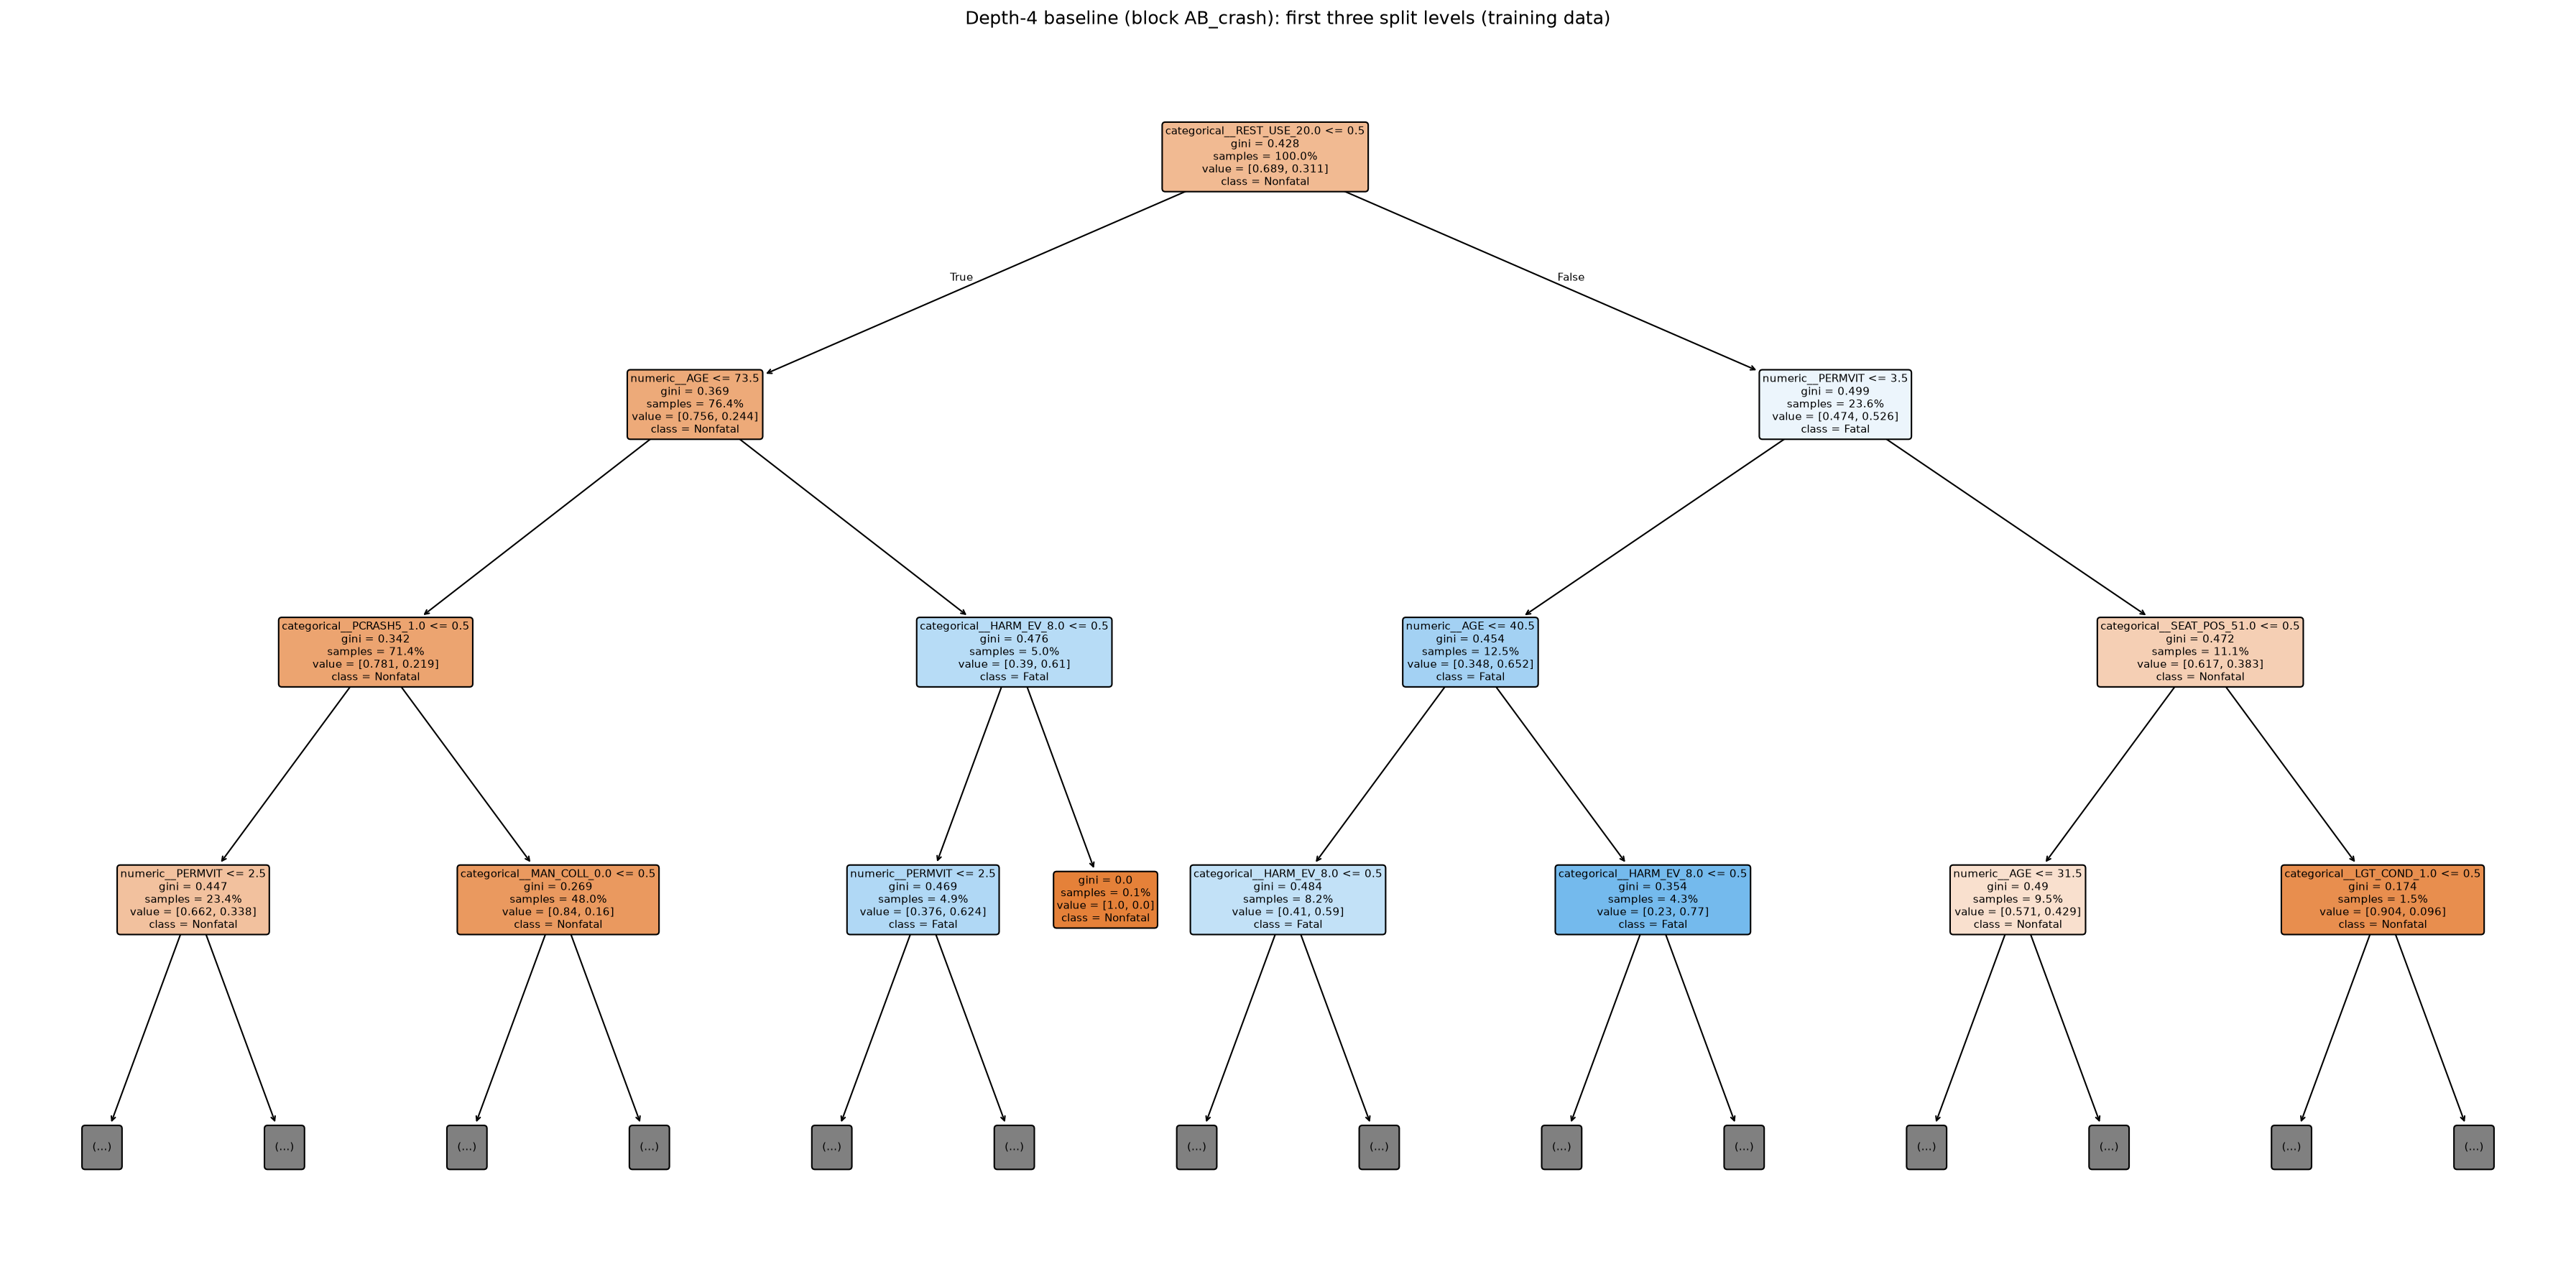 Depth-4 baseline (block AB_crash): first three split levels (training data)
categorical__REST_USE_20.0 <= 0.5
gini = 0.428
samples = 100.0%
value = [0.689, 0.311]
class = Nonfatal
True
False
numeric__AGE <= 73.5
gini = 0.369
samples = 76.4%
value = [0.756, 0.244]
class = Nonfatal
numeric__PERMVIT <= 3.5
gini = 0.499
samples = 23.6%
value = [0.474, 0.526]
class = Fatal
categorical__PCRASH5_1.0 <= 0.5
gini = 0.342
samples = 71.4%
value = [0.781, 0.219]
class = Nonfatal
categorical__HARM_EV_8.0 <= 0.5
gini = 0.476
samples = 5.0%
value = [0.39, 0.61]
class = Fatal
numeric__AGE <= 40.5
gini = 0.454
samples = 12.5%
value = [0.348, 0.652]
class = Fatal
categorical__SEAT_POS_51.0 <= 0.5
gini = 0.472
samples = 11.1%
value = [0.617, 0.383]
class = Nonfatal
numeric__PERMVIT <= 2.5
gini = 0.447
samples = 23.4%
value = [0.662, 0.338]
class = Nonfatal
categorical__MAN_COLL_0.0 <= 0.5
gini = 0.269
samples = 48.0%
value = [0.84, 0.16]
class = Nonfatal
numeric__PERMVIT <= 2.5
gini = 0.469
samples = 4.9%
value = [0.376, 0.624]
class = Fatal
gini = 0.0
samples = 0.1%
value = [1.0, 0.0]
class = Nonfatal
categorical__HARM_EV_8.0 <= 0.5
gini = 0.484
samples = 8.2%
value = [0.41, 0.59]
class = Fatal
categorical__HARM_EV_8.0 <= 0.5
gini = 0.354
samples = 4.3%
value = [0.23, 0.77]
class = Fatal
numeric__AGE <= 31.5
gini = 0.49
samples = 9.5%
value = [0.571, 0.429]
class = Nonfatal
categorical__LGT_COND_1.0 <= 0.5
gini = 0.174
samples = 1.5%
value = [0.904, 0.096]
class = Nonfatal
(...)
(...)
(...)
(...)
(...)
(...)
(...)
(...)
(...)
(...)
(...)
(...)
(...)
(...)